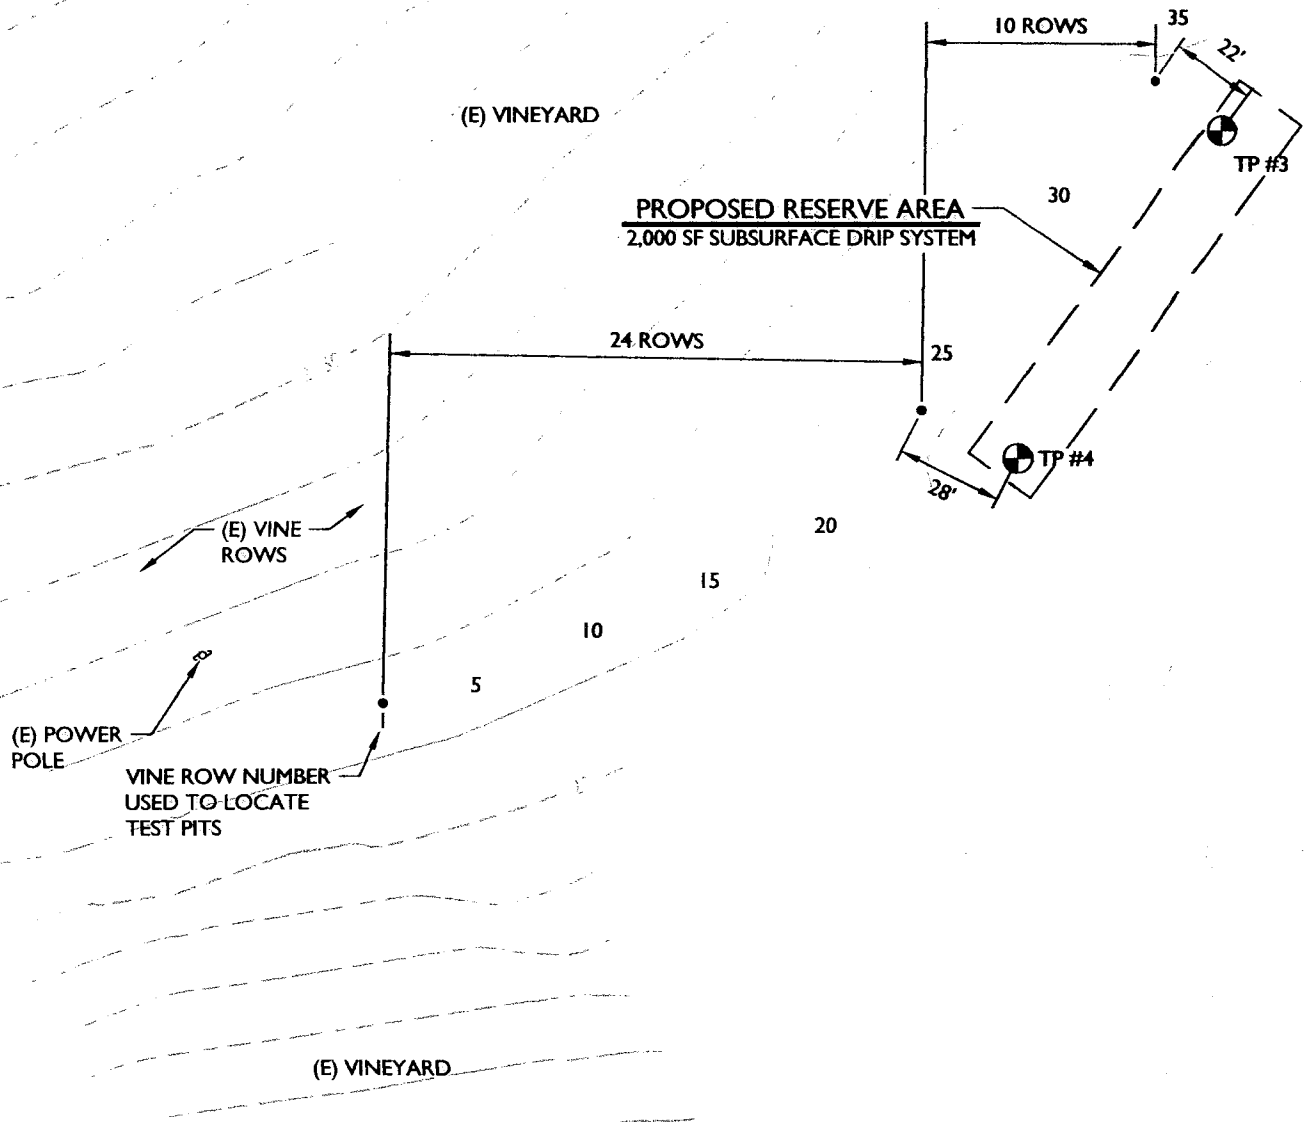 35
10 ROWS
22'
(E) VINEYARD
TP #3
30
PROPOSED RESERVE AREA
2,000 SF SUBSURFACE DRIP SYSTEM
24 ROWS
25
TP #4
28'
(E) VINE
ROWS
20
15
10
5
(E) POWER
POLE
VINE ROW NUMBER
USED TO LOCATE
TEST PITS
1
(E) VINEYARD